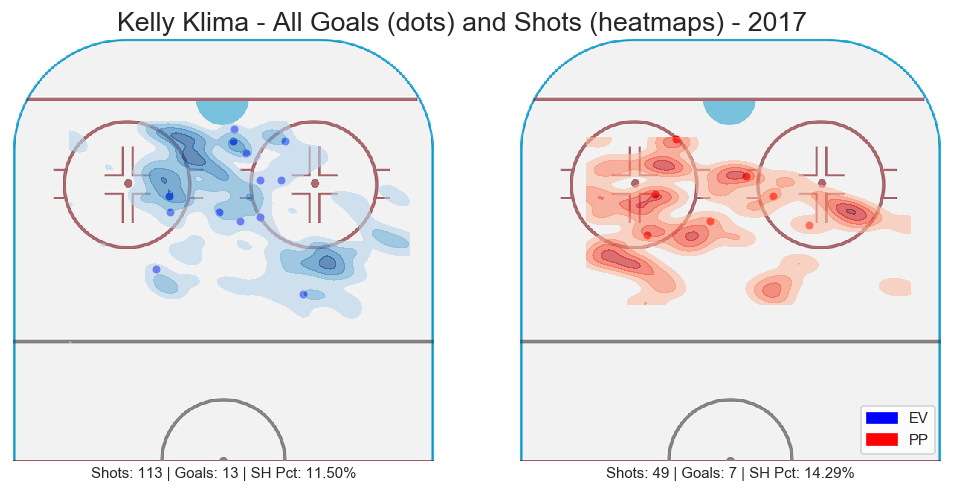 Kelly Klima - All Goals (dots) and Shots (heatmaps) - 2017
EV
PP
Shots: 113 | Goals: 13 | SH Pct: 11.50%
Shots: 49 | Goals: 7 | SH Pct: 14.29%